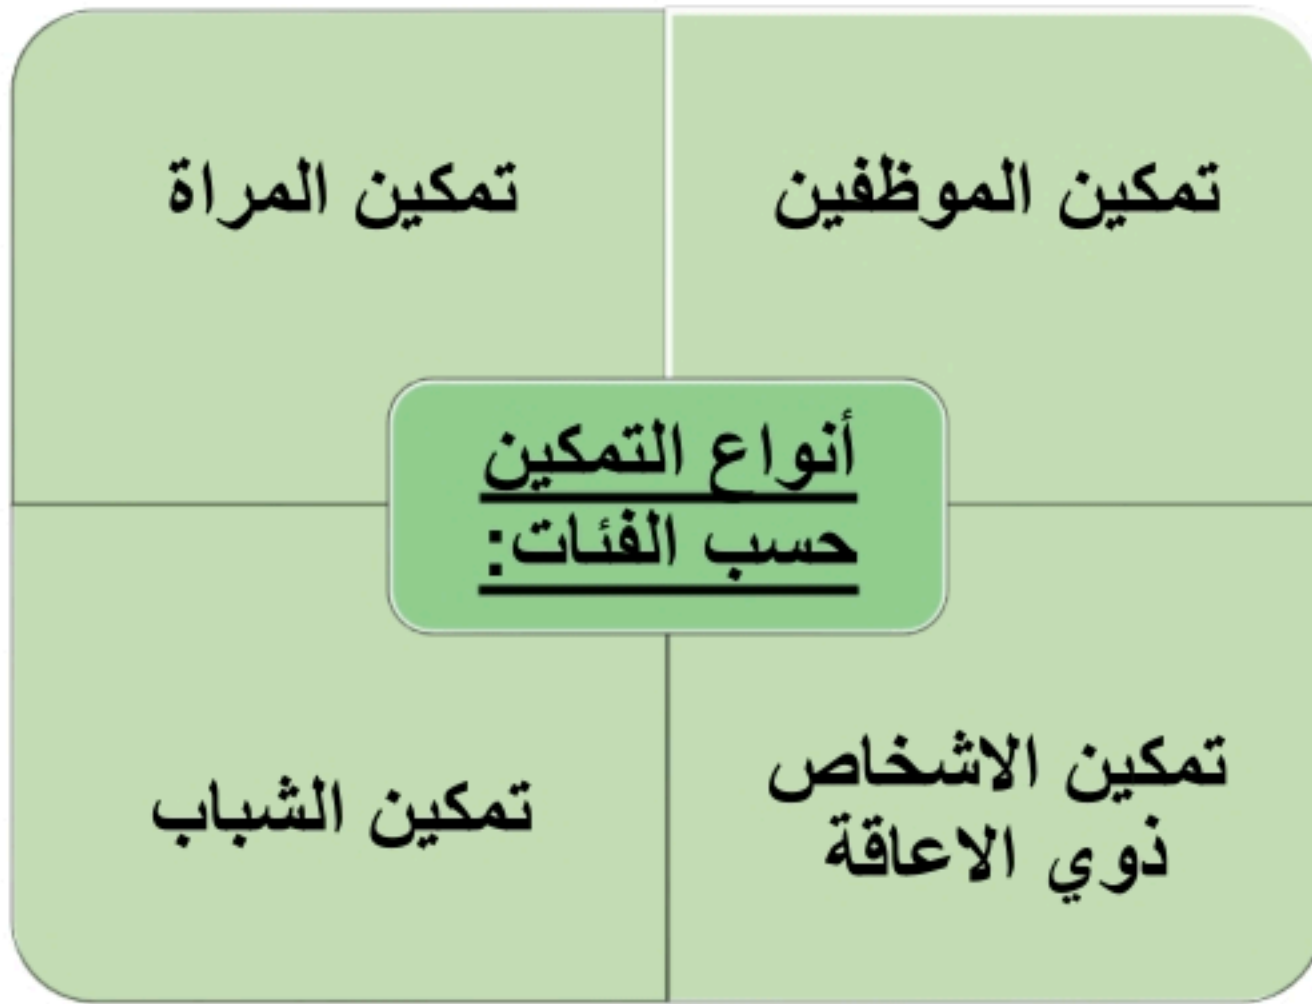 تمكين الموظفين
تمكين المراة
أنواع التمكين
حسب الفئات:
تمكين الاشخاص
ذوي الاعاقة
تمكين الشباب